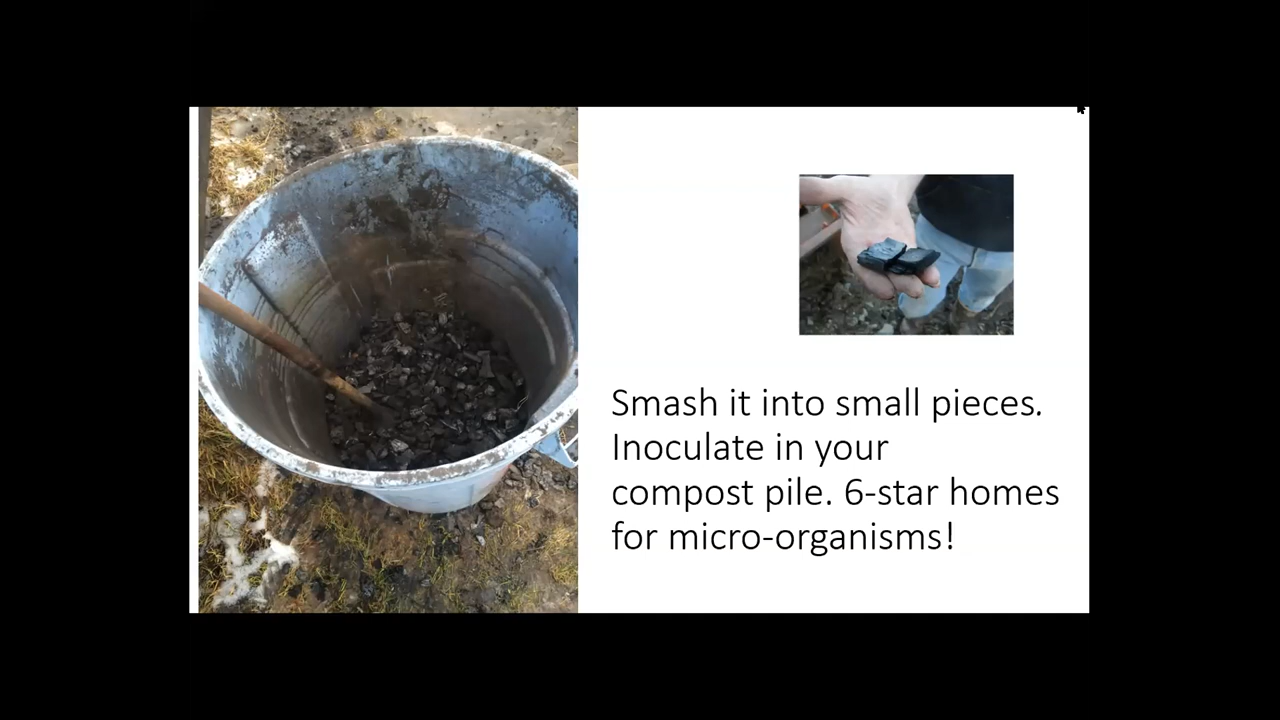 Smash it into small pieces.
Inoculate in your
compost pile. 6-star homes
for micro-organisms!